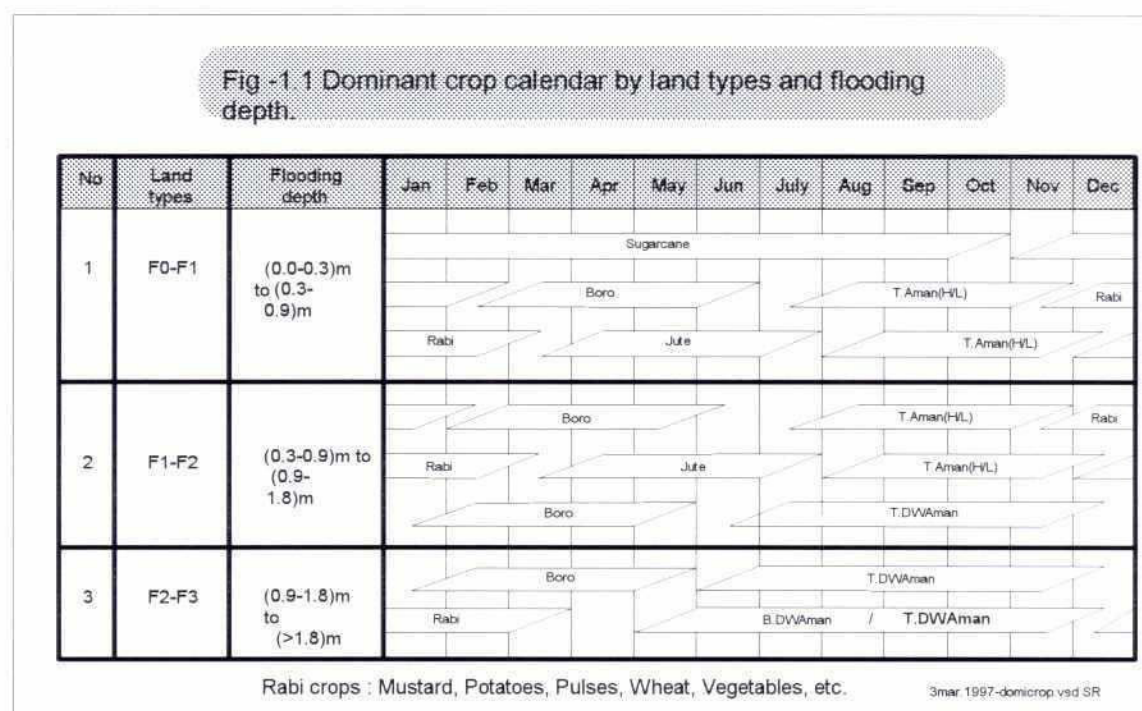 Fig -1.1 Dominant crop calendar by land types and flooding
depth.
No
Land
types
Flooding
depth
Jan Feb Mar Apr May Jun July Aug Sep Oct Nov Dec
Sugarcane
1
F0-F1
(0.0-0.3)m
to (0.3-
0.9)m
Boro T.Aman(H/L) Rabi
Rabi Jute T.Aman(H/L)
Boro T.Aman(H/L) Rabi
2
F1-F2
(0.3-0.9)m to
(0.9-
1.8)m
Rabi Jute T.Aman(H/L)
Boro T.DWAman
Boro T.DWAman
3
F2-F3
(0.9-1.8)m
to
(>1.8)m
Rabi B.DWAman / T.DWAman
Rabi crops : Mustard, Potatoes, Pulses, Wheat, Vegetables, etc.
3mar.1997-domicrop.vsd SR